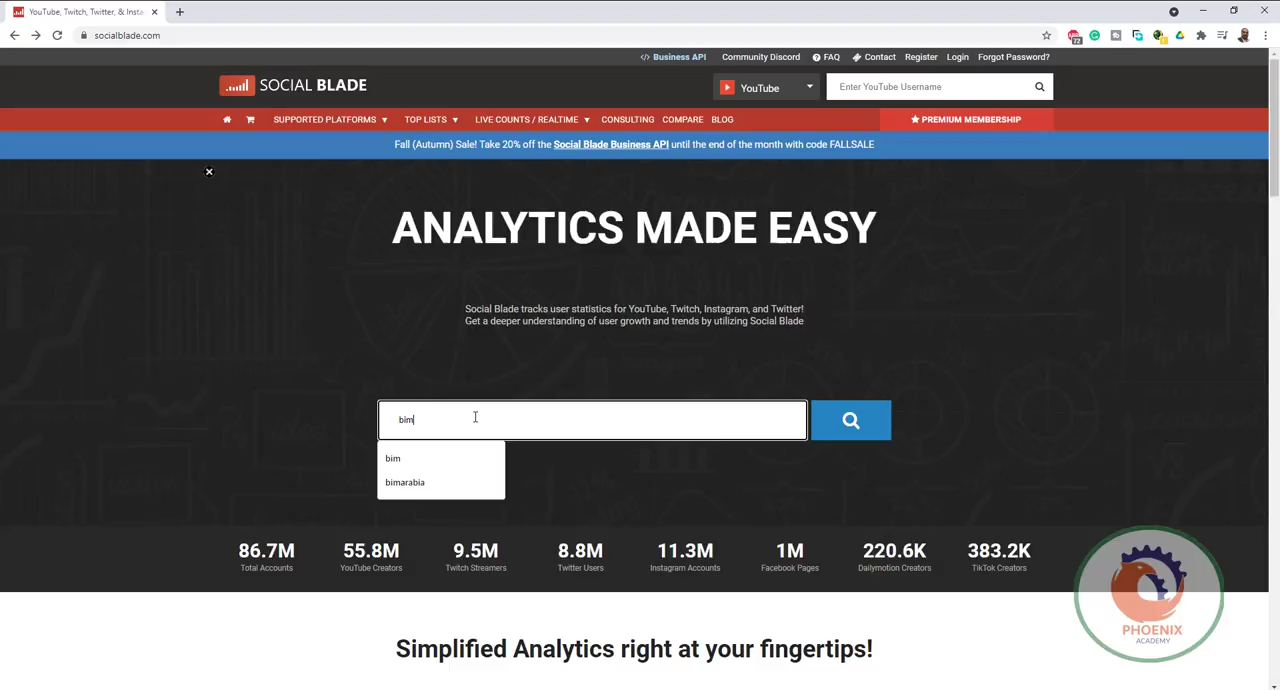 YouTube, Twitch, Twitter, & Insta
socialblade.com
72
Business API Community Discord FAQ Contact Register Login Forgot Password?
SOCIAL BLADE
YouTube
Enter YouTube Username
SUPPORTED PLATFORMS TOP LISTS LIVE COUNTS / REALTIME CONSULTING COMPARE BLOG PREMIUM MEMBERSHIP
Fall (Autumn) Sale! Take 20% off the Social Blade Business API until the end of the month with code FALLSALE
ANALYTICS MADE EASY
Social Blade tracks user statistics for YouTube, Twitch, Instagram, and Twitter!
Get a deeper understanding of user growth and trends by utilizing Social Blade
bim
bim
bimarabia
86.7M 55.8M 9.5M 8.8M 11.3M 1M 220.6K 383.2K
Total Accounts YouTube Creators Twitch Streamers Twitter Users Instagram Accounts Facebook Pages Dailymotion Creators TikTok Creators
PHOENIX
ACADEMY
Simplified Analytics right at your fingertips!